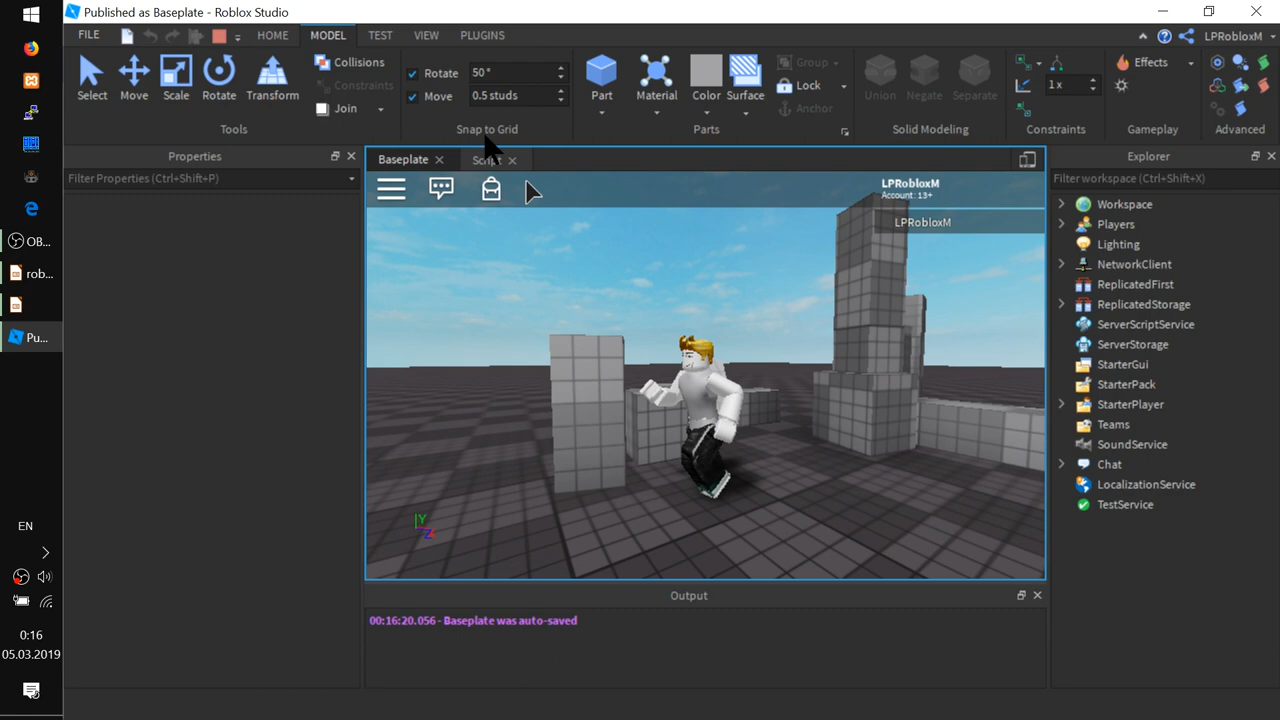 Published as Baseplate - Roblox Studio
FILE HOME MODEL TEST VIEW PLUGINS LPRobloxM
Select Move Scale Rotate Transform
Collisions
Constraints
Join
Tools
Rotate 50°
Move 0.5 studs
Snap to Grid
Part Material Color Surface
Group
Lock
Anchor
Parts
Union Negate Separate
Solid Modeling
1 x
Constraints
Effects
Gameplay
Advanced
Properties
Filter Properties (Ctrl+Shift+P)
Baseplate Script
LPRobloxM
Account: 13+
LPRobloxM
Y
Z
Output
00:16:20.056 - Baseplate was auto-saved
Explorer
Filter workspace (Ctrl+Shift+X)
Workspace
Players
Lighting
NetworkClient
ReplicatedFirst
ReplicatedStorage
ServerScriptService
ServerStorage
StarterGui
StarterPack
StarterPlayer
Teams
SoundService
Chat
LocalizationService
TestService
OB...
rob...
Pu...
EN
0:16
05.03.2019